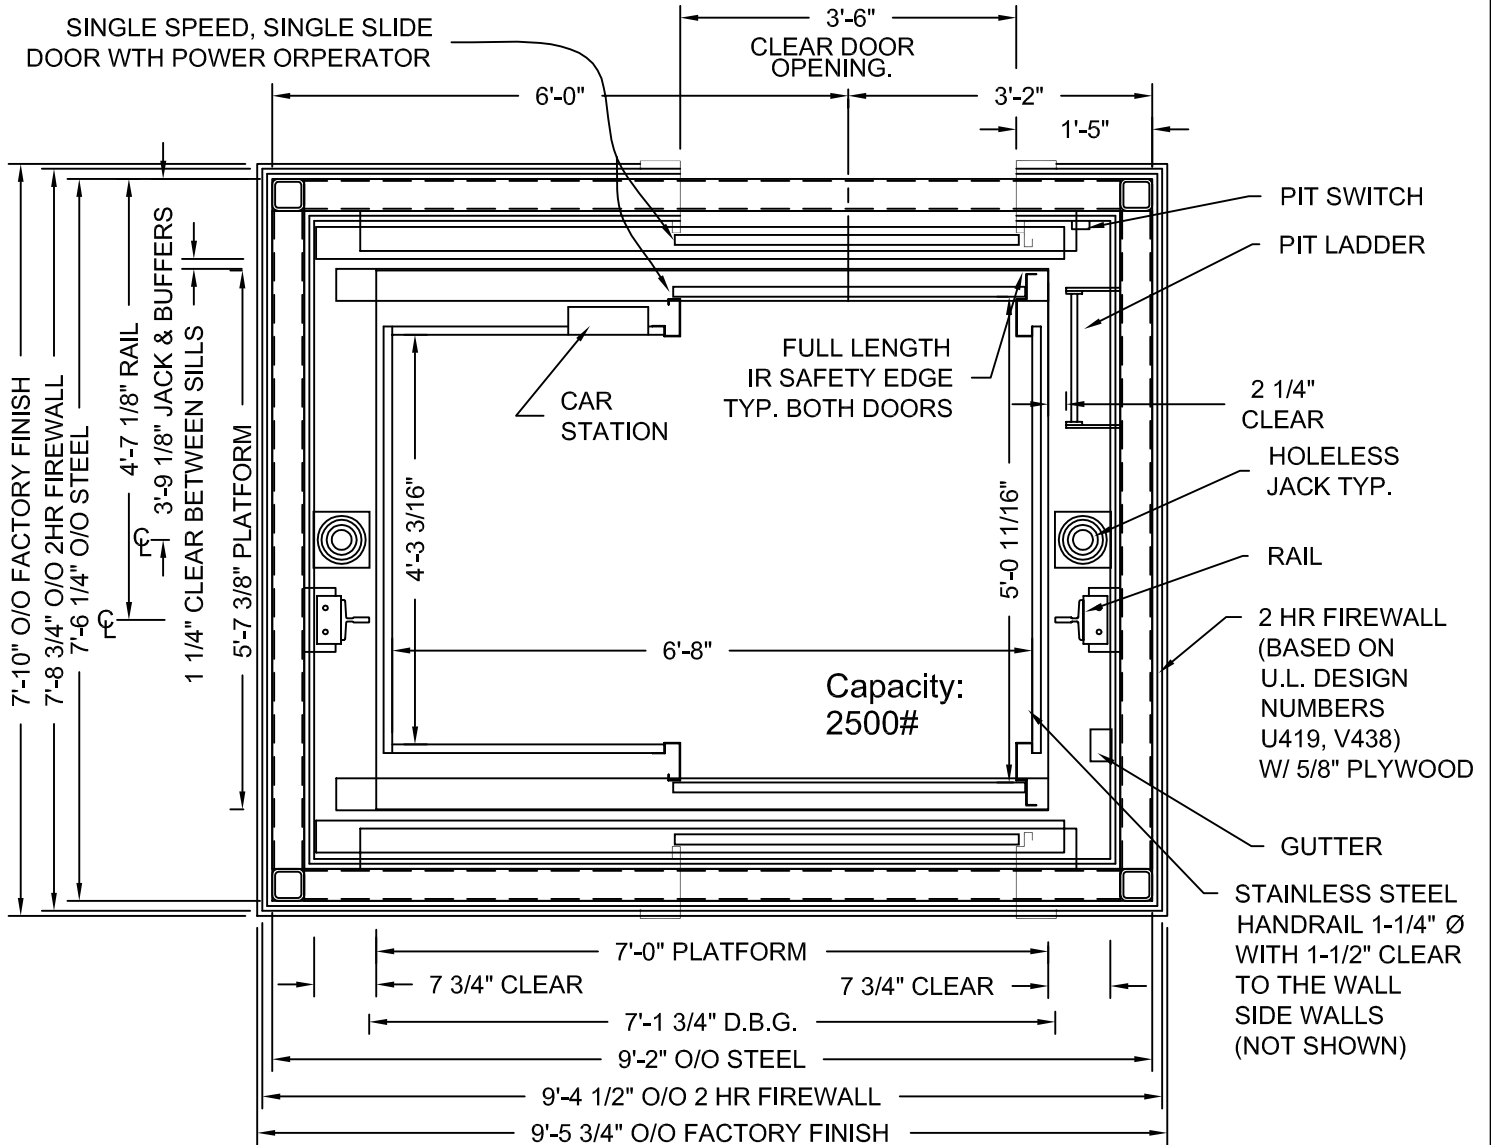 SINGLE SPEED, SINGLE SLIDE
DOOR WTH POWER ORPERATOR
3'-6"
CLEAR DOOR
OPENING.
6'-0"
3'-2"
1'-5"
PIT SWITCH
PIT LADDER
FULL LENGTH
IR SAFETY EDGE
TYP. BOTH DOORS
CAR
STATION
2 1/4"
CLEAR
HOLELESS
JACK TYP.
RAIL
2 HR FIREWALL
(BASED ON
U.L. DESIGN
NUMBERS
U419, V438)
W/ 5/8" PLYWOOD
GUTTER
STAINLESS STEEL
HANDRAIL 1-1/4" Ø
WITH 1-1/2" CLEAR
TO THE WALL
SIDE WALLS
(NOT SHOWN)
7'-10" O/O FACTORY FINISH
7'-8 3/4" O/O 2HR FIREWALL
7'-6 1/4" O/O STEEL
4'-7 1/8" RAIL
℄
3'-9 1/8" JACK & BUFFERS
℄
1 1/4" CLEAR BETWEEN SILLS
5'-7 3/8" PLATFORM
4'-3 3/16"
5'-0 11/16"
6'-8"
Capacity:
2500#
7'-0" PLATFORM
7 3/4" CLEAR
7 3/4" CLEAR
7'-1 3/4" D.B.G.
9'-2" O/O STEEL
9'-4 1/2" O/O 2 HR FIREWALL
9'-5 3/4" O/O FACTORY FINISH